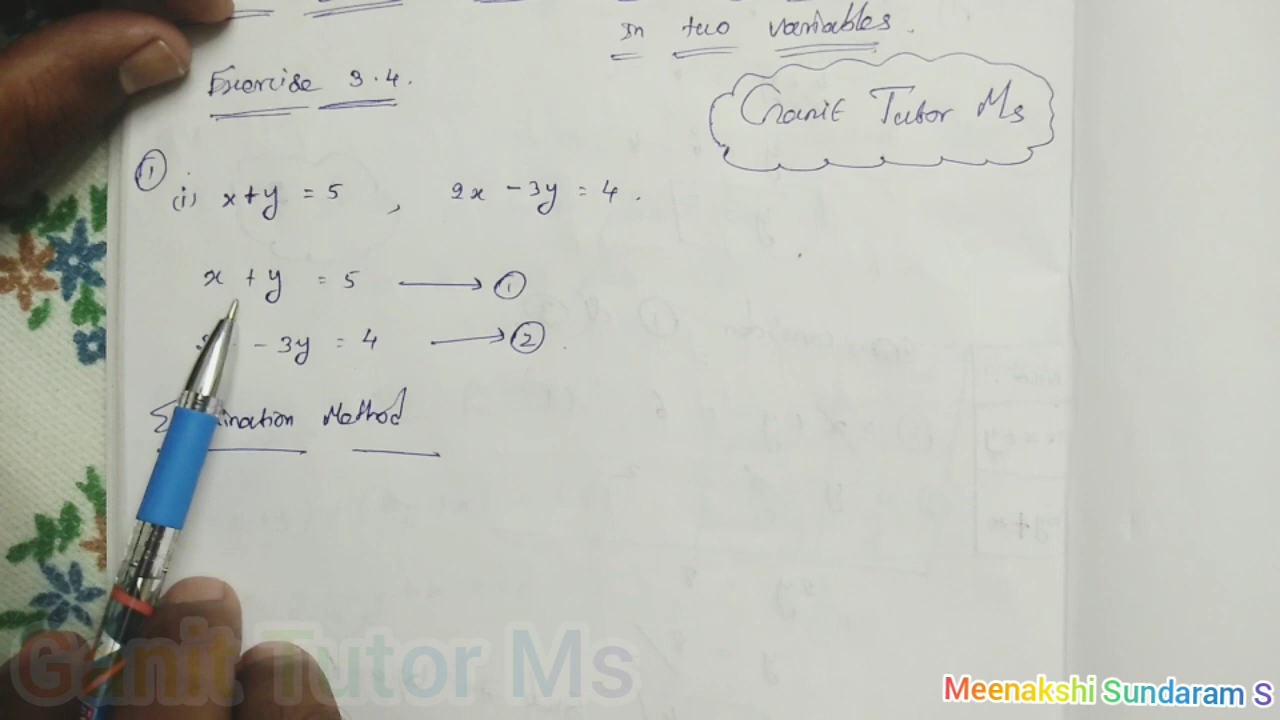 in two variables.
Exercise 3.4.
Ganit Tutor Ms
①
(i) x+y = 5 , 2x - 3y = 4.
x + y = 5 ⟶ ①
- 3y = 4 ⟶ ②
Method
Ganit Tutor Ms
Meenakshi Sundaram S